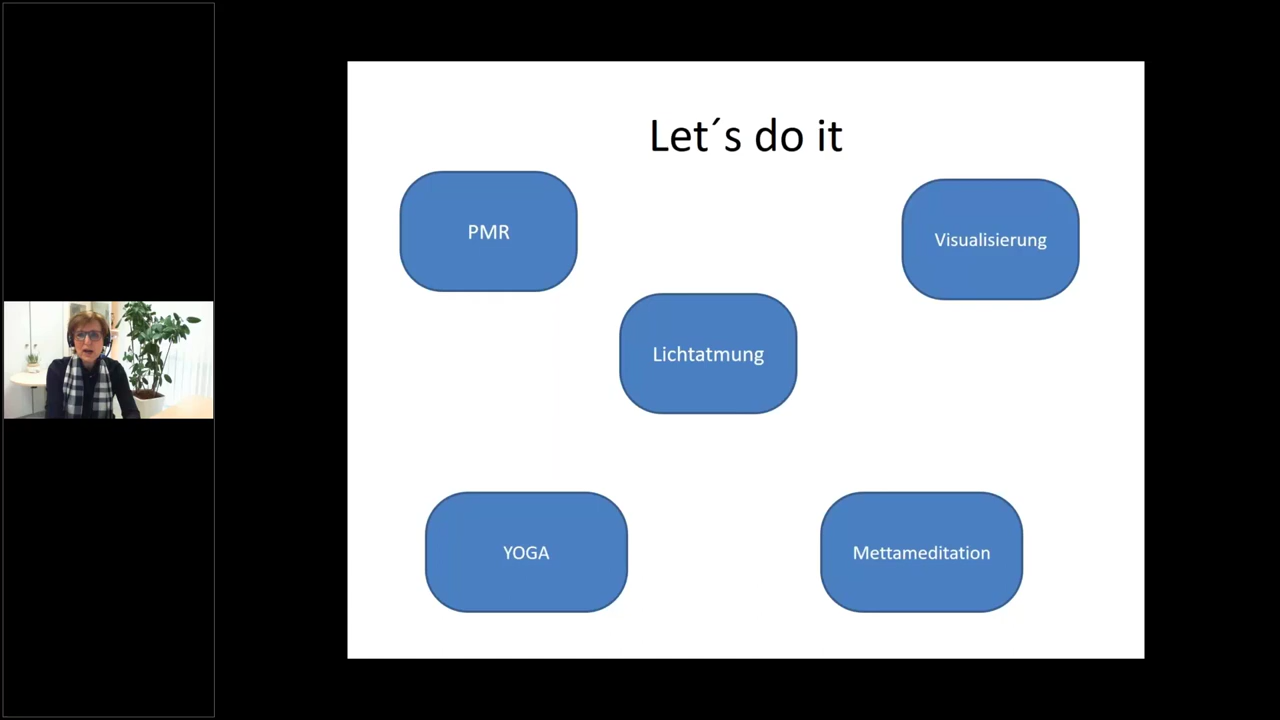 Let´s do it
PMR
Visualisierung
Lichtatmung
YOGA
Mettameditation